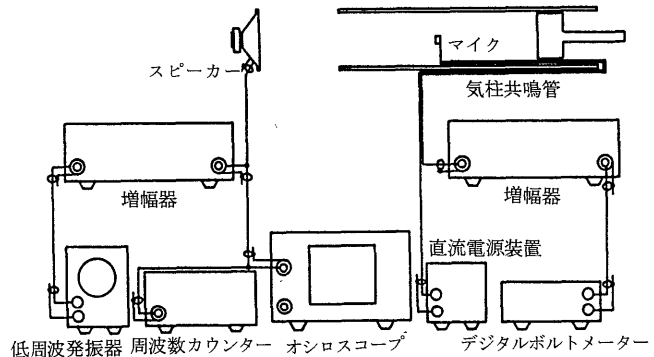 スピーカー
マイク
気柱共鳴管
増幅器
増幅器
直流電源装置
低周波発振器
周波数カウンター
オシロスコープ
デジタルボルトメーター